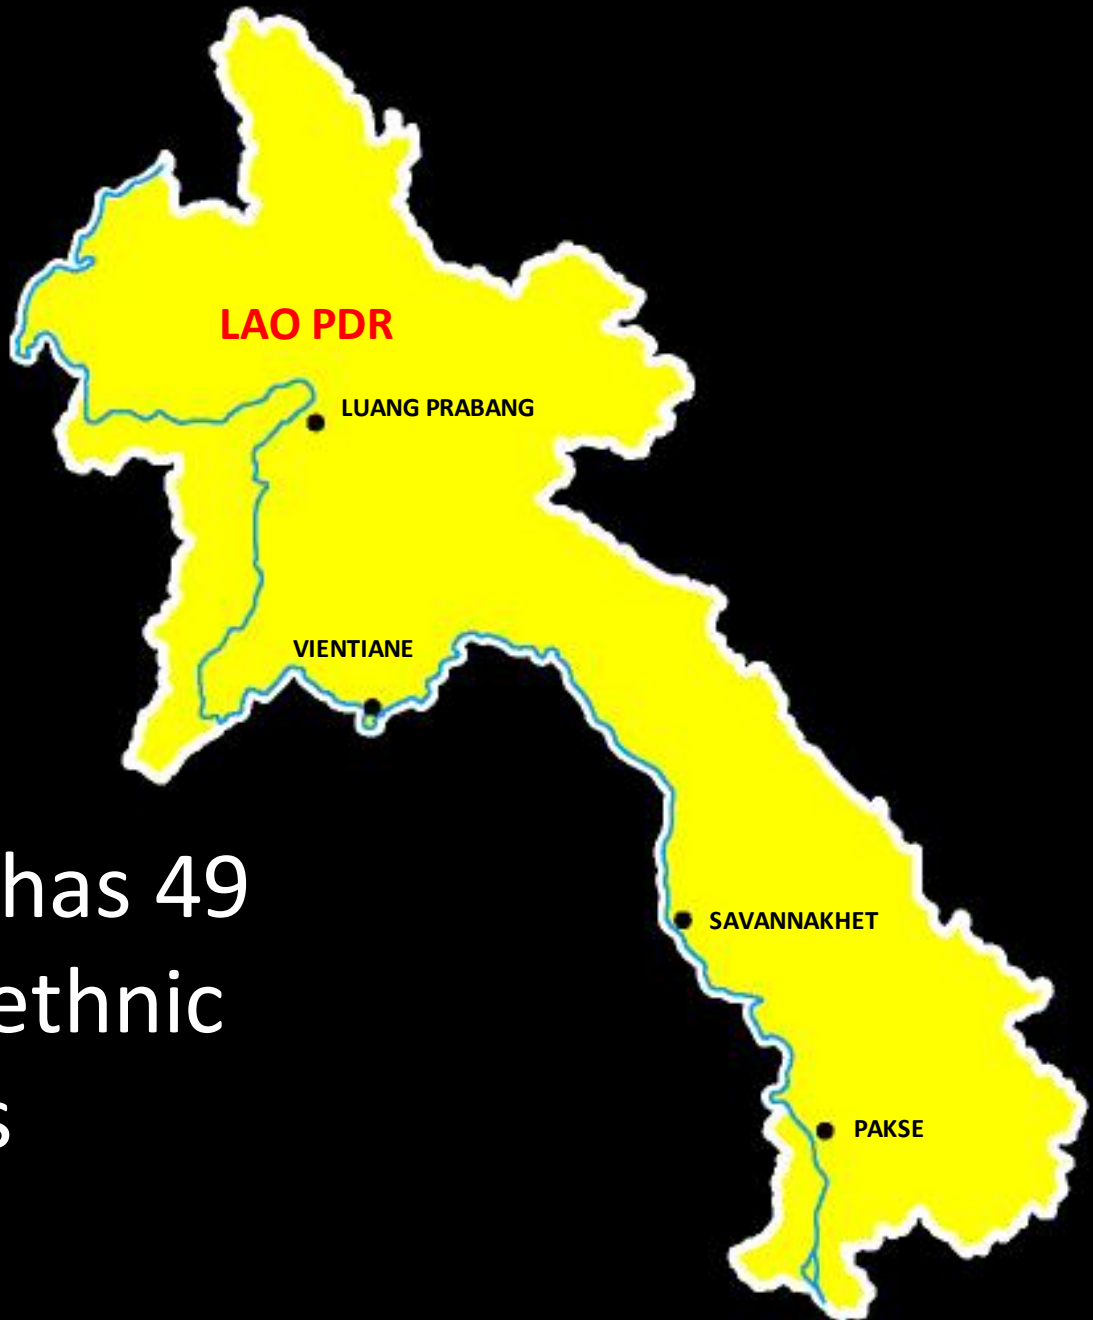 LAO PDR
LUANG PRABANG
VIENTIANE
has 49
ethnic
s
SAVANNAKHET
PAKSE